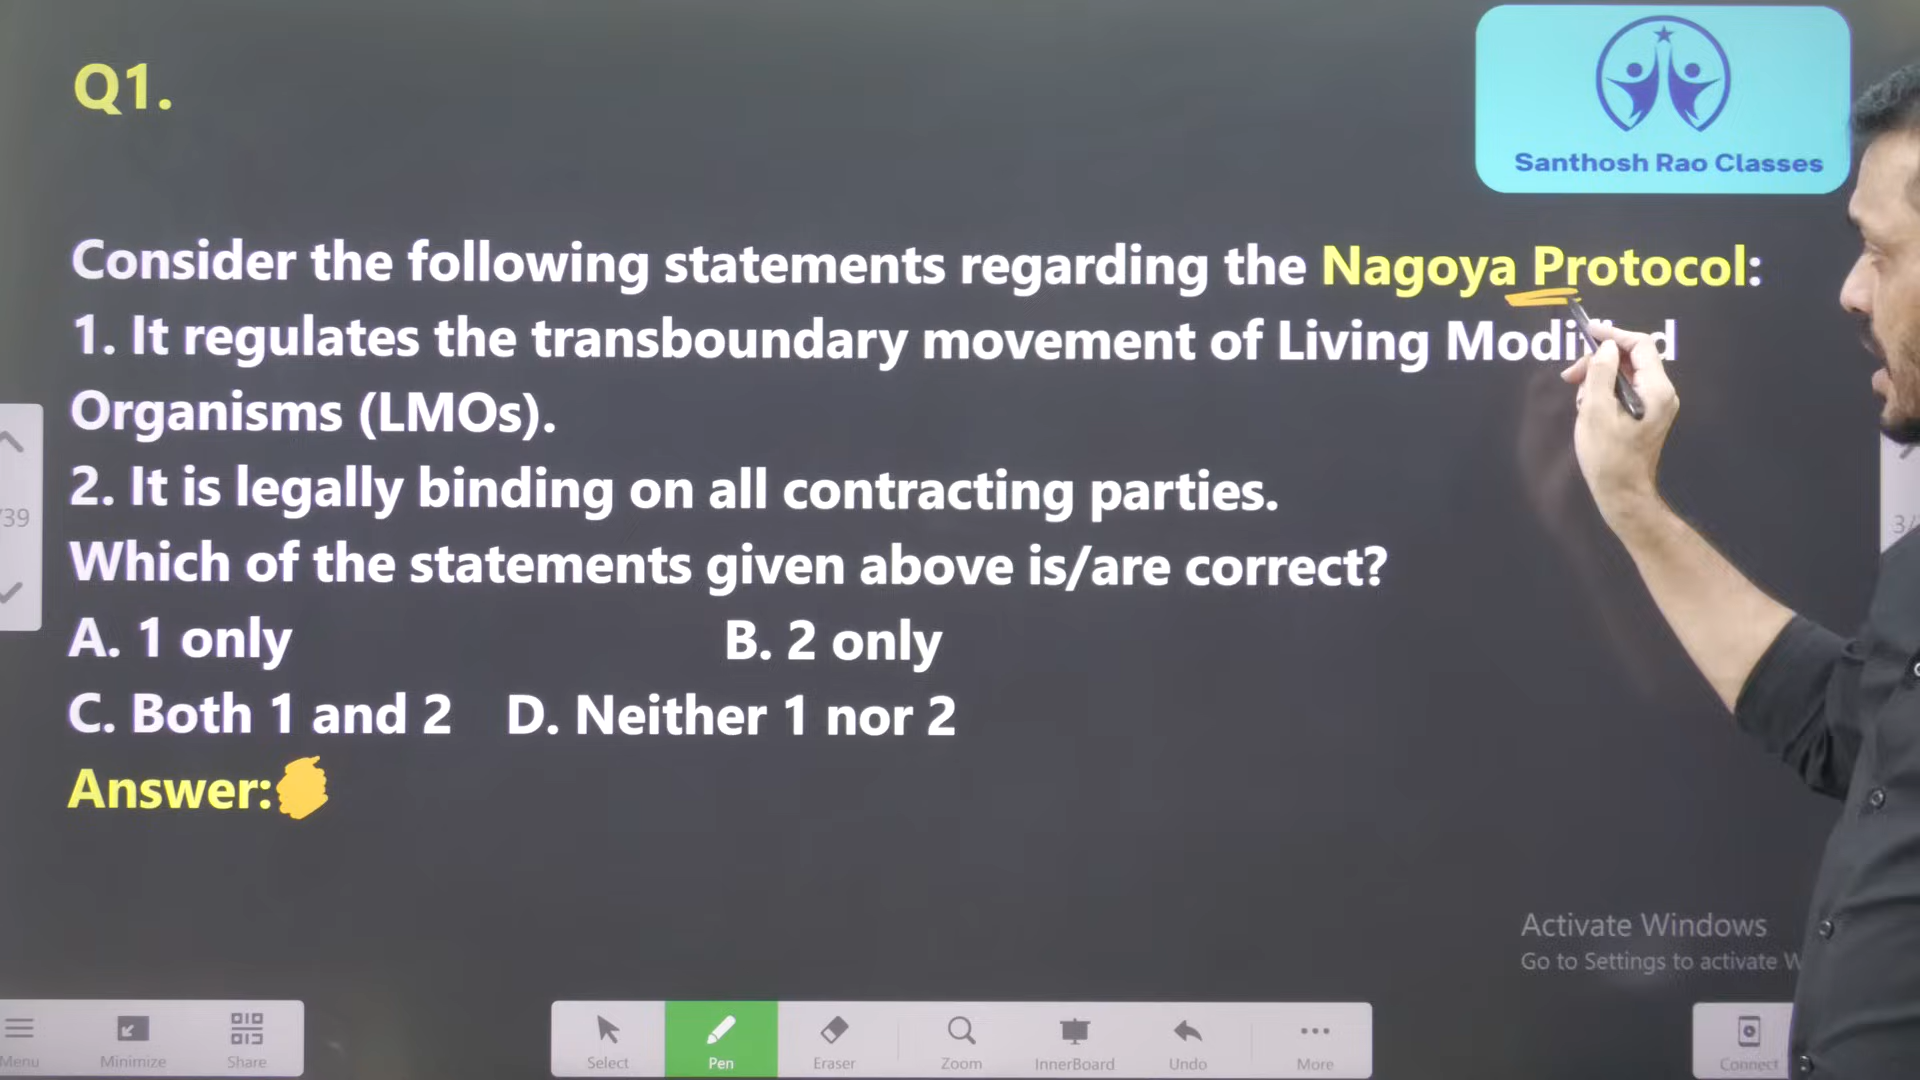 Q1.
Santhosh Rao Classes
Consider the following statements regarding the Nagoya Protocol:
1. It regulates the transboundary movement of Living Modified
Organisms (LMOs).
2. It is legally binding on all contracting parties.
Which of the statements given above is/are correct?
A. 1 only B. 2 only
C. Both 1 and 2 D. Neither 1 nor 2
Answer:
/39
3/
Activate Windows
Go to Settings to activate W
Menu Minimize Share Select Pen Eraser Zoom InnerBoard Undo More Connect